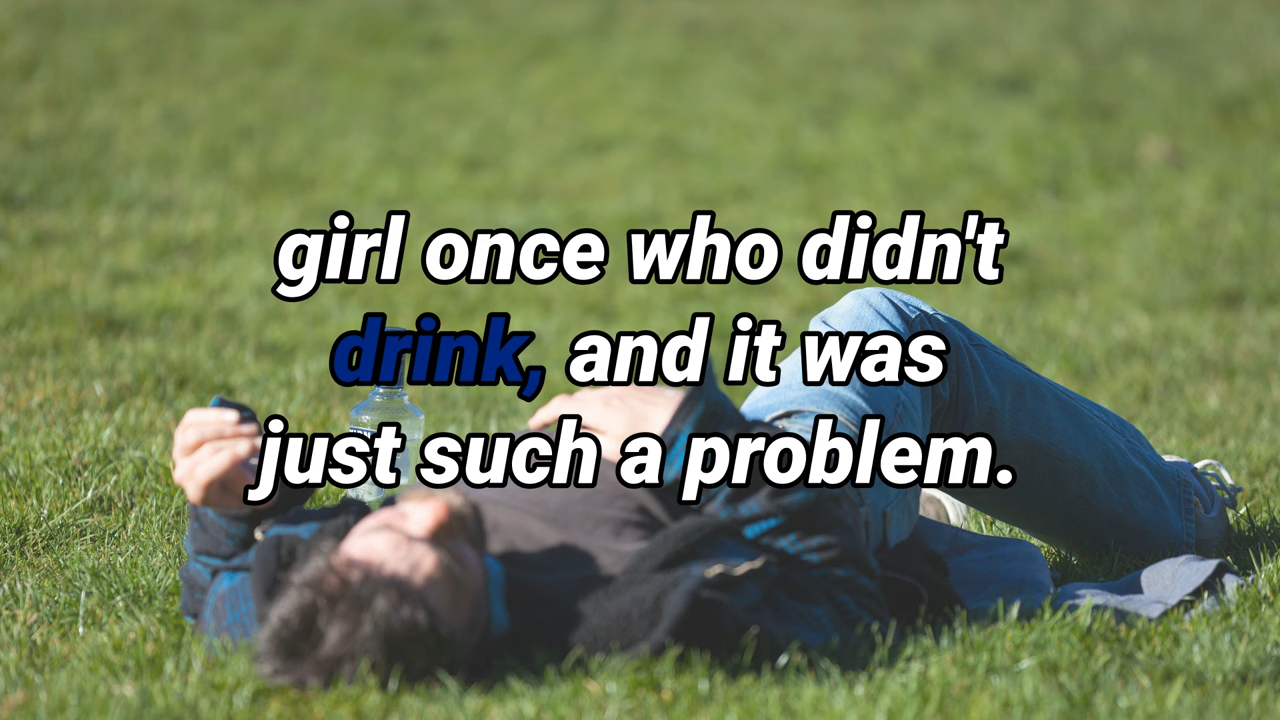 girl once who didn't
drink, and it was
just such a problem.